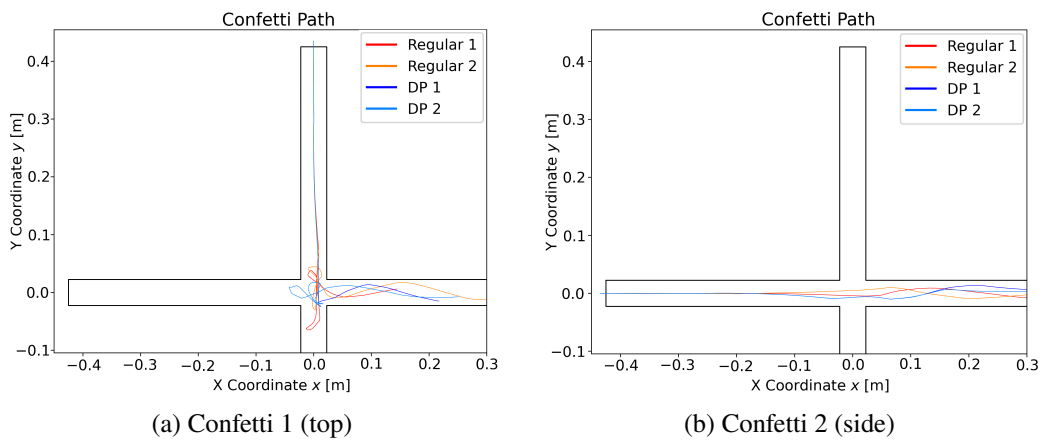 Confetti Path
Regular 1
Regular 2
DP 1
DP 2
0.4
0.3
0.2
0.1
0.0
−0.1
Y Coordinate y [m]
−0.4 −0.3 −0.2 −0.1 0.0 0.1 0.2 0.3
X Coordinate x [m]
(a) Confetti 1 (top)
Confetti Path
Regular 1
Regular 2
DP 1
DP 2
0.4
0.3
0.2
0.1
0.0
−0.1
Y Coordinate y [m]
−0.4 −0.3 −0.2 −0.1 0.0 0.1 0.2 0.3
X Coordinate x [m]
(b) Confetti 2 (side)